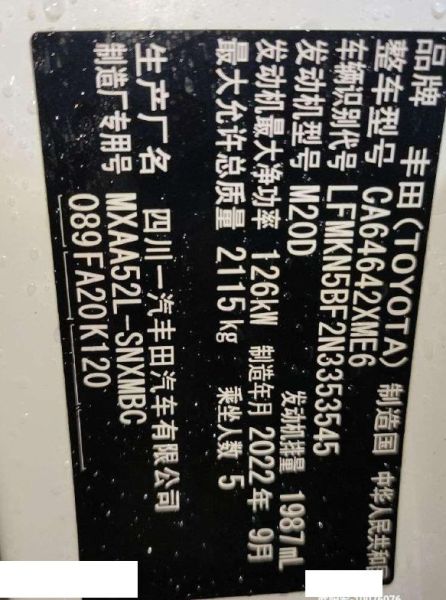 品牌 丰田(TOYOTA) 制造国 中华人民共和国
整车型号 CA64642XME6
车辆识别代号 LFMKN5BF2N3353545
发动机型号 M20D 发动机排量 1987mL
发动机最大净功率 126kW 制造年月 2022年9月
最大允许总质量 2115kg 乘坐人数 5
生产厂名 四川一汽丰田汽车有限公司
制造厂专用号 MXAA52L-SNXMBC
089FA20K120